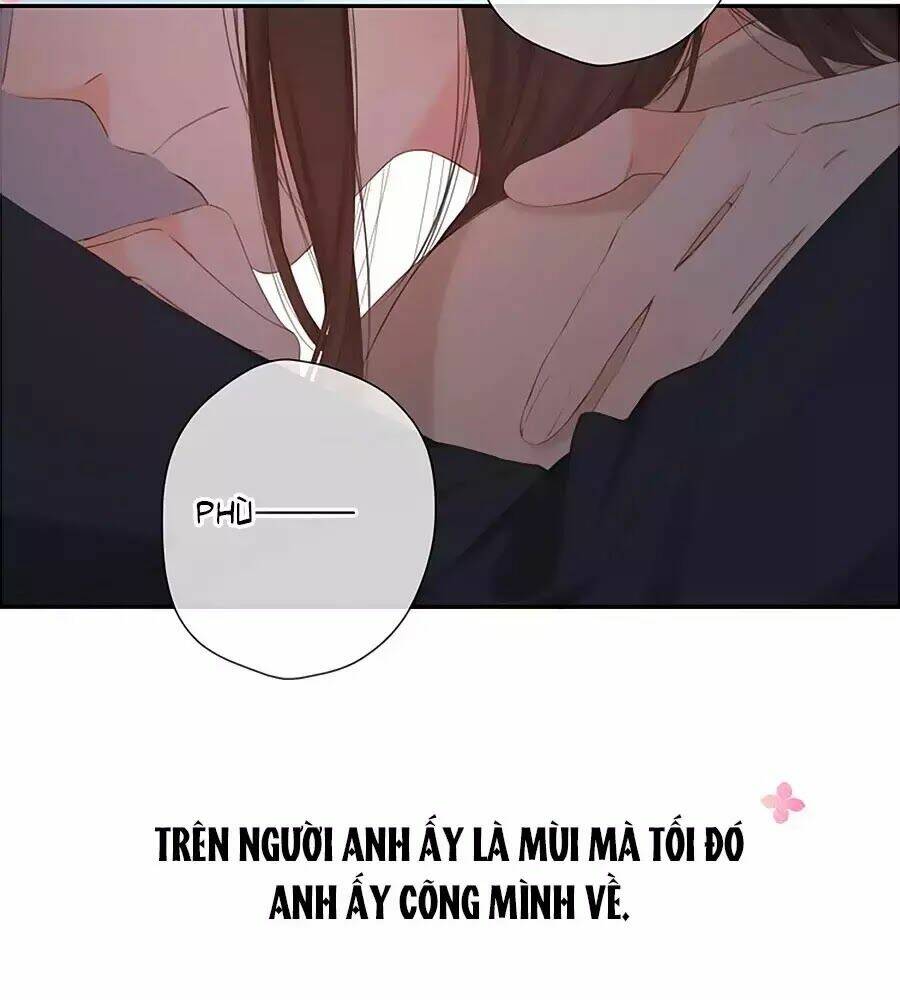 PHÙ——
TRÊN NGƯỜI ANH ẤY LÀ MÙI MÀ TỐI ĐÓ
ANH ẤY CÕNG MÌNH VỀ.